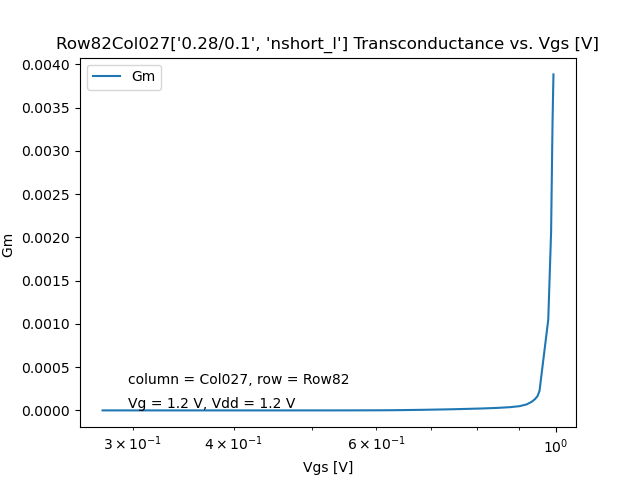 Row82Col027['0.28/0.1', 'nshort_l'] Transconductance vs. Vgs [V]
Gm
0.0040
0.0035
0.0030
0.0025
0.0020
0.0015
0.0010
0.0005
0.0000
Gm
column = Col027, row = Row82
Vg = 1.2 V, Vdd = 1.2 V
3 × 10⁻¹ 4 × 10⁻¹ 6 × 10⁻¹ 10⁰
Vgs [V]